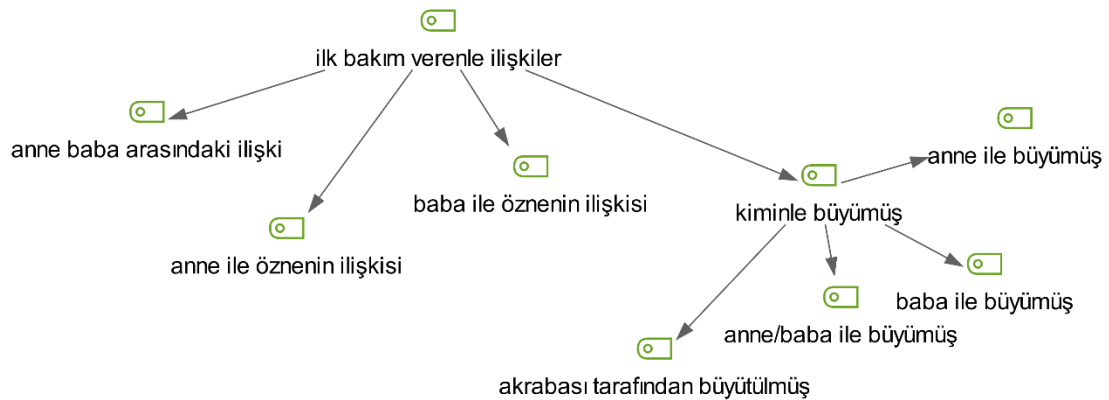 ilk bakım verenle ilişkiler
anne baba arasındaki ilişki
anne ile büyümüş
baba ile öznenin ilişkisi
kiminle büyümüş
anne ile öznenin ilişkisi
baba ile büyümüş
anne/baba ile büyümüş
akrabası tarafından büyütülmüş